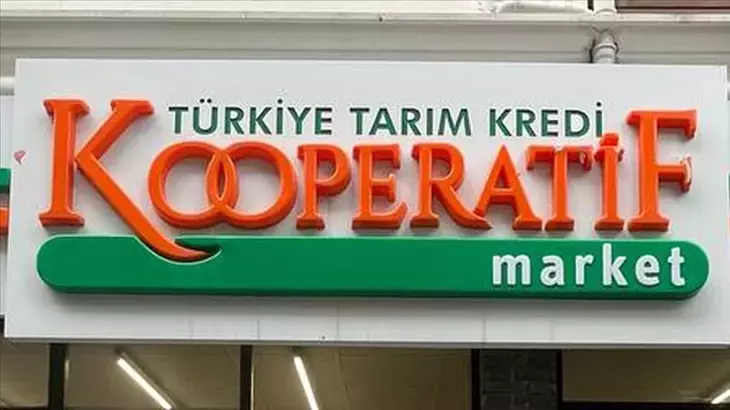 TÜRKİYE TARIM KREDİ
KOOPERATİF
market